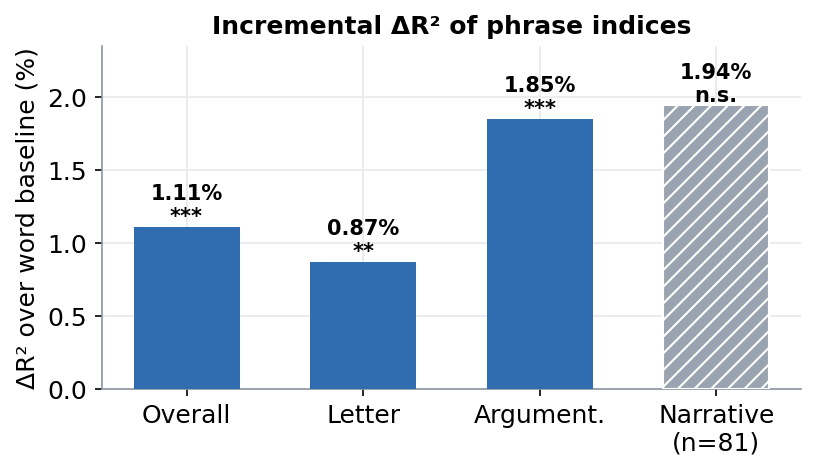 Incremental ΔR² of phrase indices
ΔR² over word baseline (%)
2.0
1.5
1.0
0.5
0.0
1.11%
***
0.87%
**
1.85%
***
1.94%
n.s.
Overall
Letter
Argument.
Narrative
(n=81)